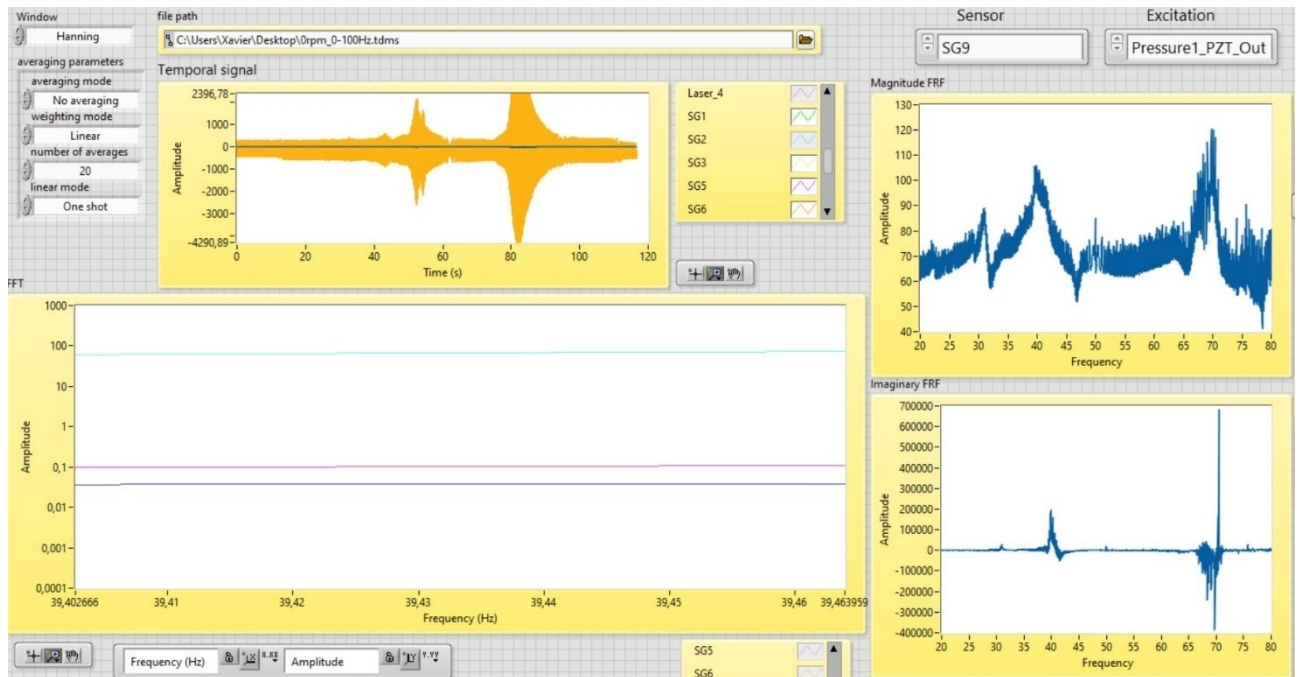 Window
Hanning
averaging parameters
averaging mode
No averaging
weighting mode
Linear
number of averages
20
linear mode
One shot
file path
C:\Users\Xavier\Desktop\0rpm_0-100Hz.tdms
Temporal signal
2396,78
1000
0
-1000
-2000
-3000
-4290,89
Amplitude
0 20 40 60 80 100 120
Time (s)
Laser_4
SG1
SG2
SG3
SG5
SG6
Sensor
SG9
Excitation
Pressure1_PZT_Out
Magnitude FRF
130
120
110
100
90
80
70
60
50
40
Amplitude
20 25 30 35 40 45 50 55 60 65 70 75 80
Frequency
FFT
1000
100
10
1
0,1
0,01
0,001
0,0001
Amplitude
39,402666 39,41 39,42 39,43 39,44 39,45 39,46 39,463959
Frequency (Hz)
Imaginary FRF
700000
600000
500000
400000
300000
200000
100000
0
-100000
-200000
-300000
-400000
Amplitude
20 25 30 35 40 45 50 55 60 65 70 75 80
Frequency
Frequency (Hz)
Amplitude
SG5
SG6